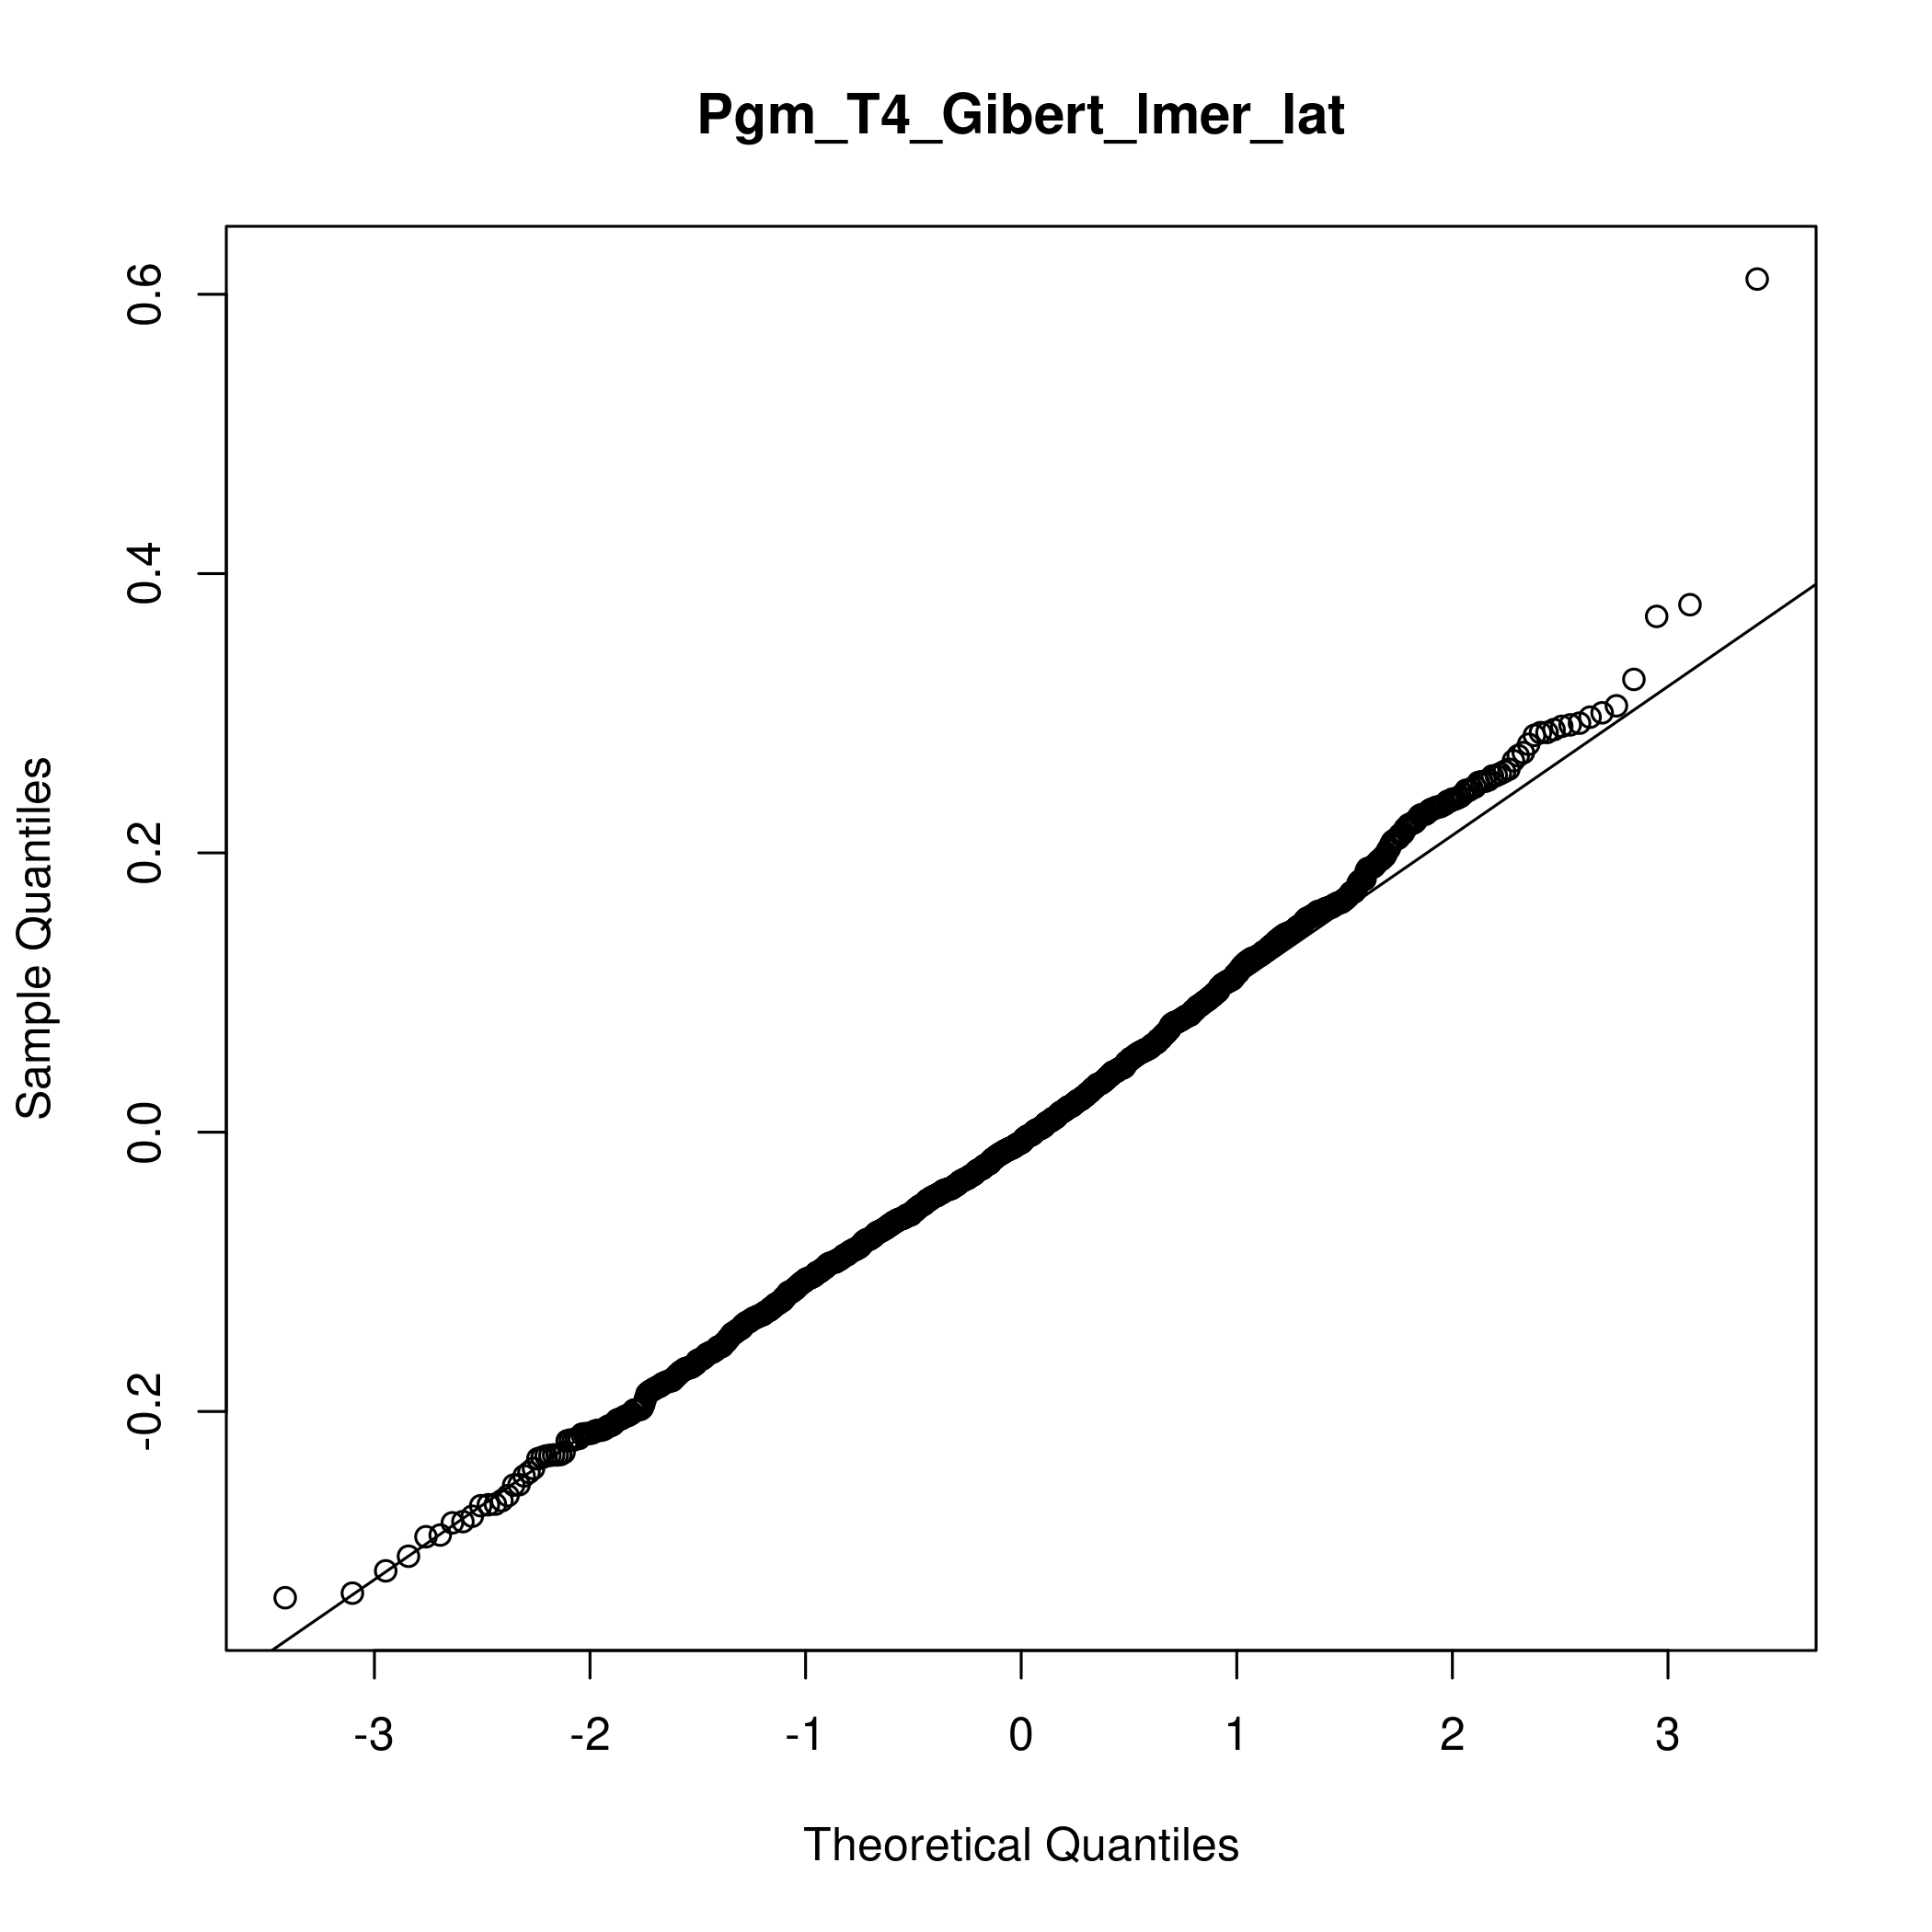 Pgm_T4_Gibert_lmer_lat
Sample Quantiles
0.6
0.4
0.2
0.0
-0.2
-3 -2 -1 0 1 2 3
Theoretical Quantiles